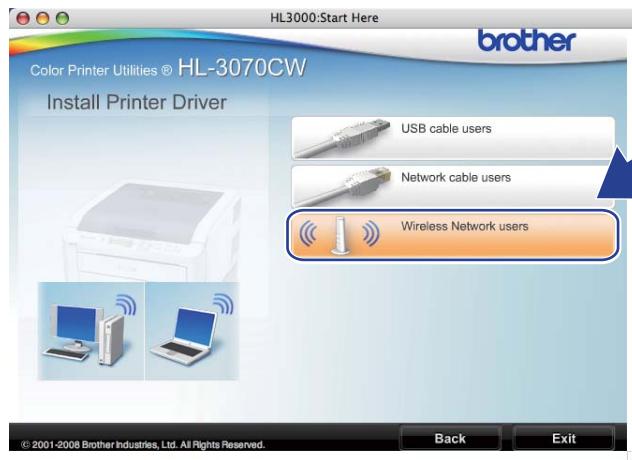 HL3000:Start Here
brother
Color Printer Utilities ® HL-3070CW
Install Printer Driver
USB cable users
Network cable users
Wireless Network users
© 2001-2008 Brother Industries, Ltd. All Rights Reserved.
Back
Exit